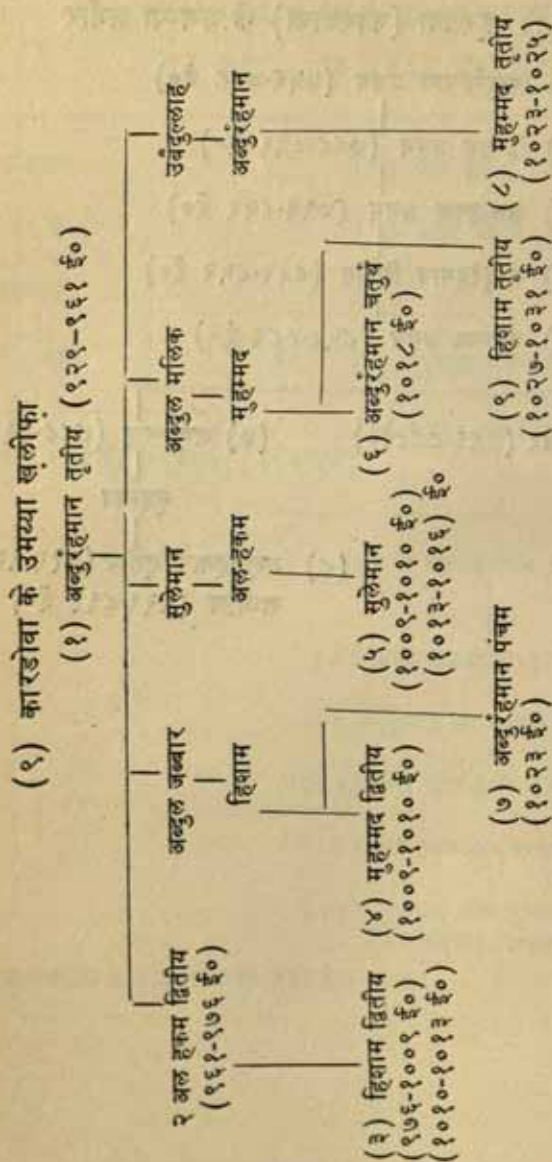 (९) कारडोवा के उमय्या ख़लीफ़ा
(१) अब्दुर्रहमान तृतीय (९२९–९६१ ई०)
२ अल हकम द्वितीय
(९६१-९७६ ई०)
अब्दुल जब्बार
सुलेमान
अब्दुल मलिक
उबैदुल्लाह
हिशाम
अल-हकम
मुहम्मद
अब्दुर्रहमान
(३) हिशाम द्वितीय
(९७६-१००९ ई०)
(१०१०-१०१३ ई०)
(४) मुहम्मद द्वितीय
(१००९-१०१० ई०)
(५) सुलेमान
(१००९-१०१० ई०)
(१०१३-१०१६) ई०
(६) अब्दुर्रहमान चतुर्थ
(१०१८ ई०)
(७) अब्दुर्रहमान पंचम
(१०२३ ई०)
(९) हिशाम तृतीय
(१०२७-१०३१ ई०)
(८) मुहम्मद तृतीय
(१०२३-१०२५)